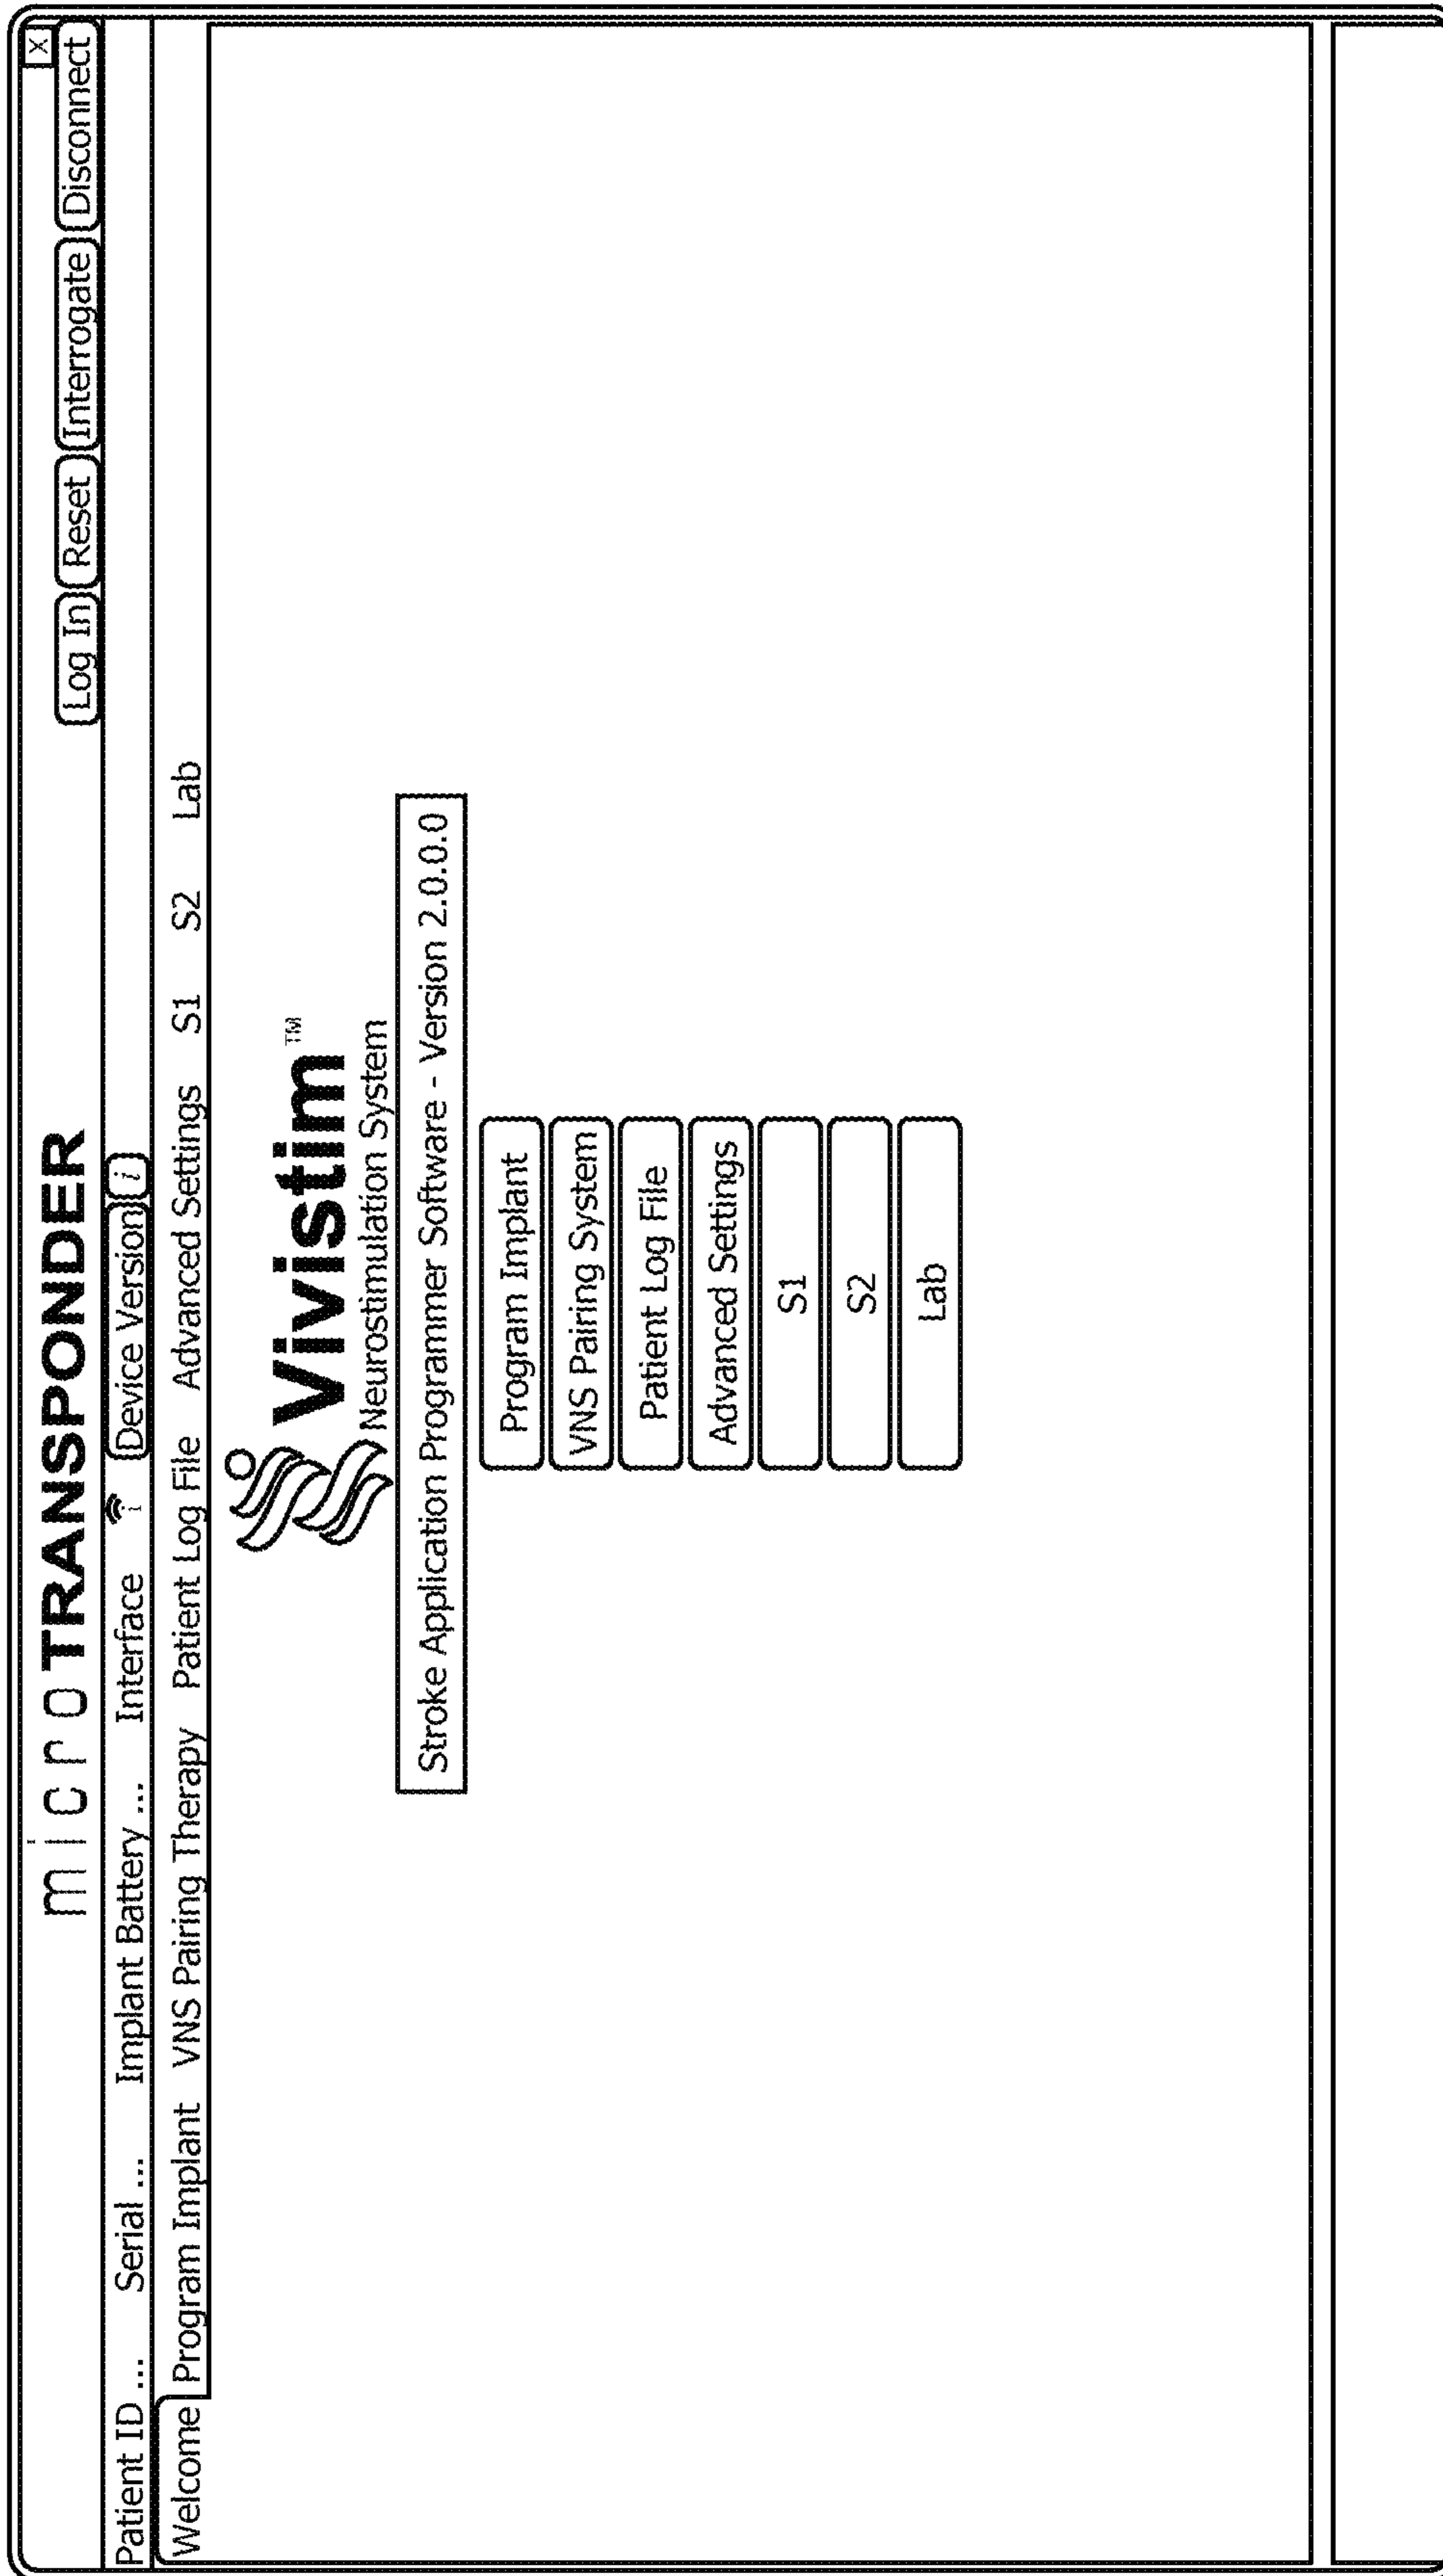 X
microTRANSPONDER
Log In Reset Interrogate Disconnect
Patient ID ... Serial ... Implant Battery ... Interface Device Version i
Welcome Program Implant VNS Pairing Therapy Patient Log File Advanced Settings S1 S2 Lab
Vivistim™
Neurostimulation System
Stroke Application Programmer Software - Version 2.0.0.0
Program Implant
VNS Pairing System
Patient Log File
Advanced Settings
S1
S2
Lab